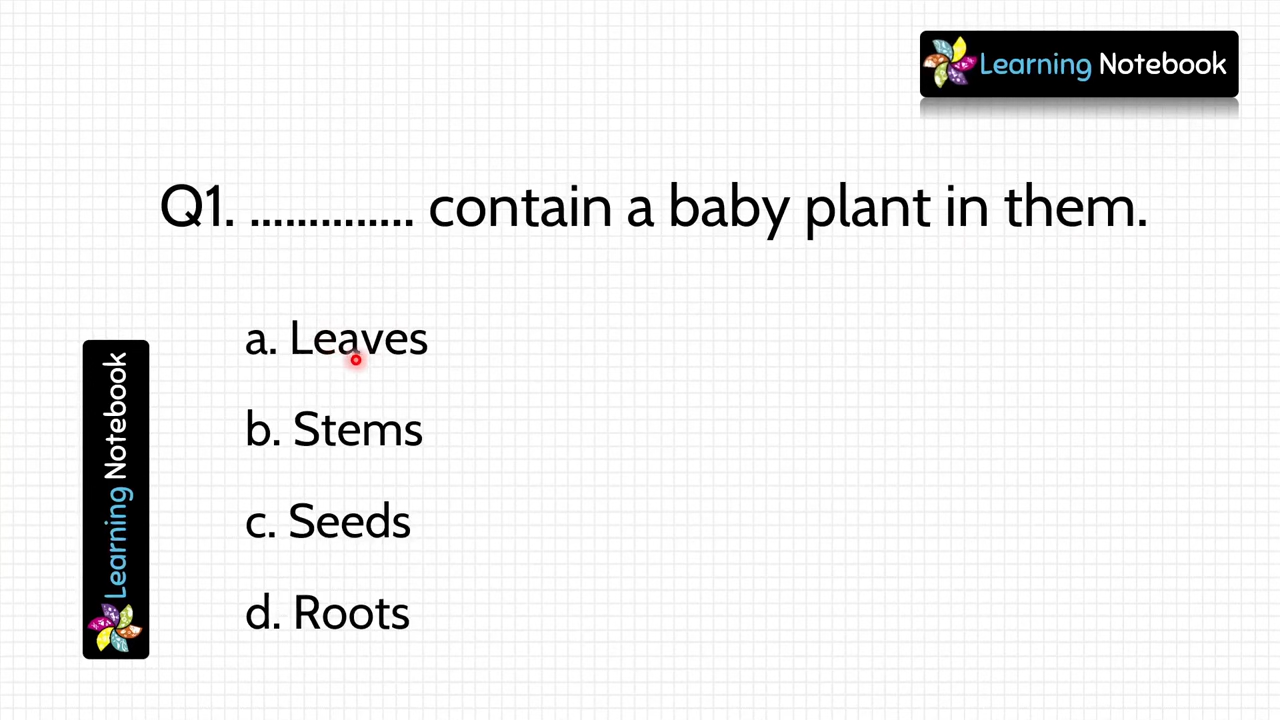 Learning Notebook
Q1. .............. contain a baby plant in them.
a. Leaves
b. Stems
c. Seeds
d. Roots
Learning Notebook